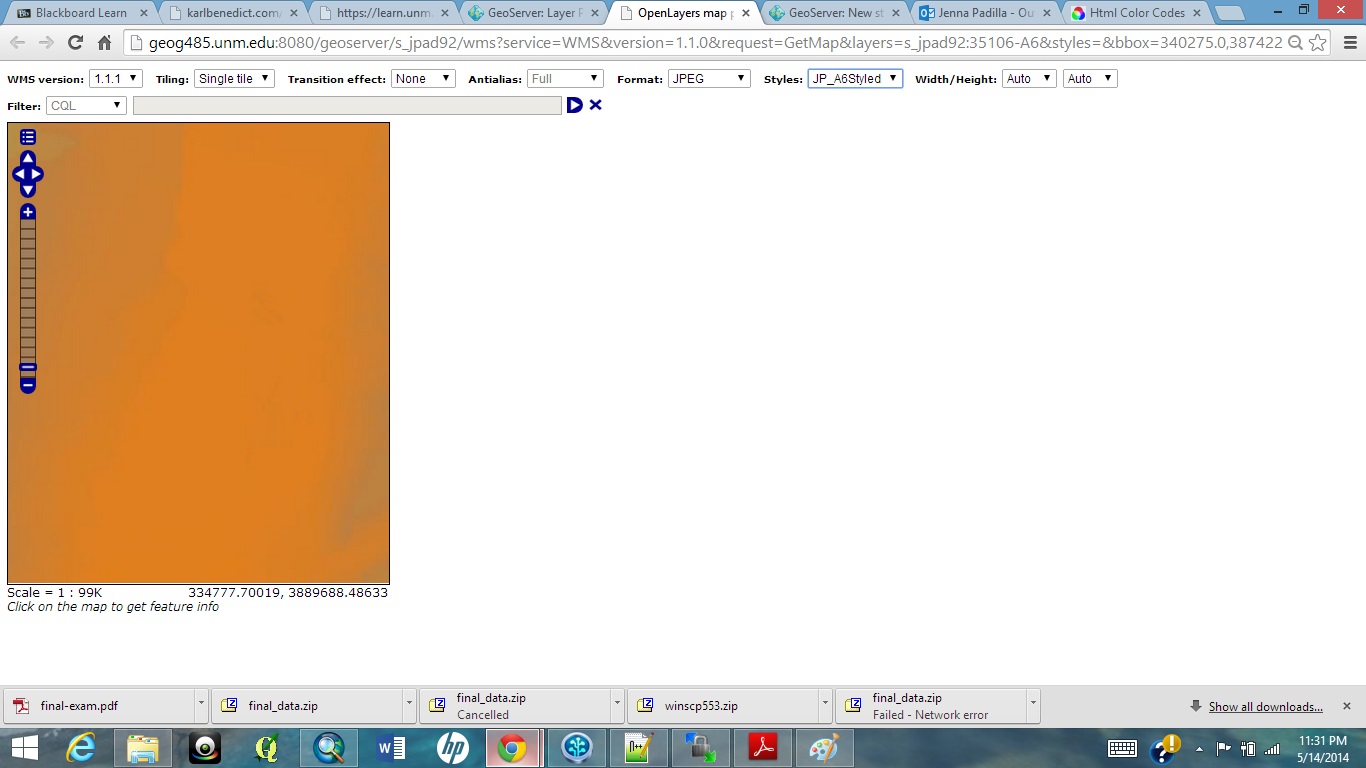 Blackboard Learn
karlbenedict.com/
https://learn.unm.
GeoServer: Layer P
OpenLayers map p
GeoServer: New st
Jenna Padilla - Ou
Html Color Codes
geog485.unm.edu:8080/geoserver/s_jpad92/wms?service=WMS&version=1.1.0&request=GetMap&layers=s_jpad92:35106-A6&styles=&bbox=340275.0,387422
WMS version: 1.1.1 Tiling: Single tile Transition effect: None Antialias: Full Format: JPEG Styles: JP_A6Styled Width/Height: Auto Auto
Filter: CQL
Scale = 1 : 99K 334777.70019, 3889688.48633
Click on the map to get feature info
final-exam.pdf
final_data.zip
final_data.zip
Cancelled
winscp553.zip
final_data.zip
Failed - Network error
Show all downloads...
11:31 PM
5/14/2014